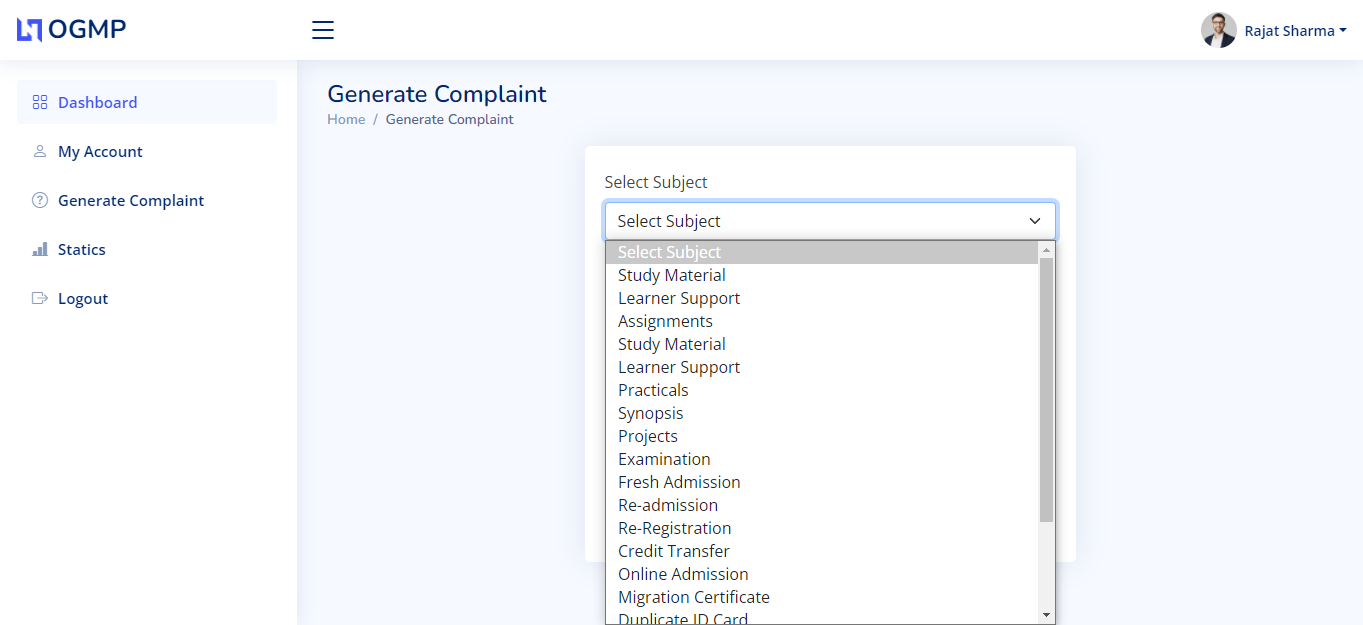 OGMP
Rajat Sharma
Dashboard
My Account
Generate Complaint
Statics
Logout
Generate Complaint
Home / Generate Complaint
Select Subject
Select Subject
Select Subject
Study Material
Learner Support
Assignments
Study Material
Learner Support
Practicals
Synopsis
Projects
Examination
Fresh Admission
Re-admission
Re-Registration
Credit Transfer
Online Admission
Migration Certificate
Duplicate ID Card